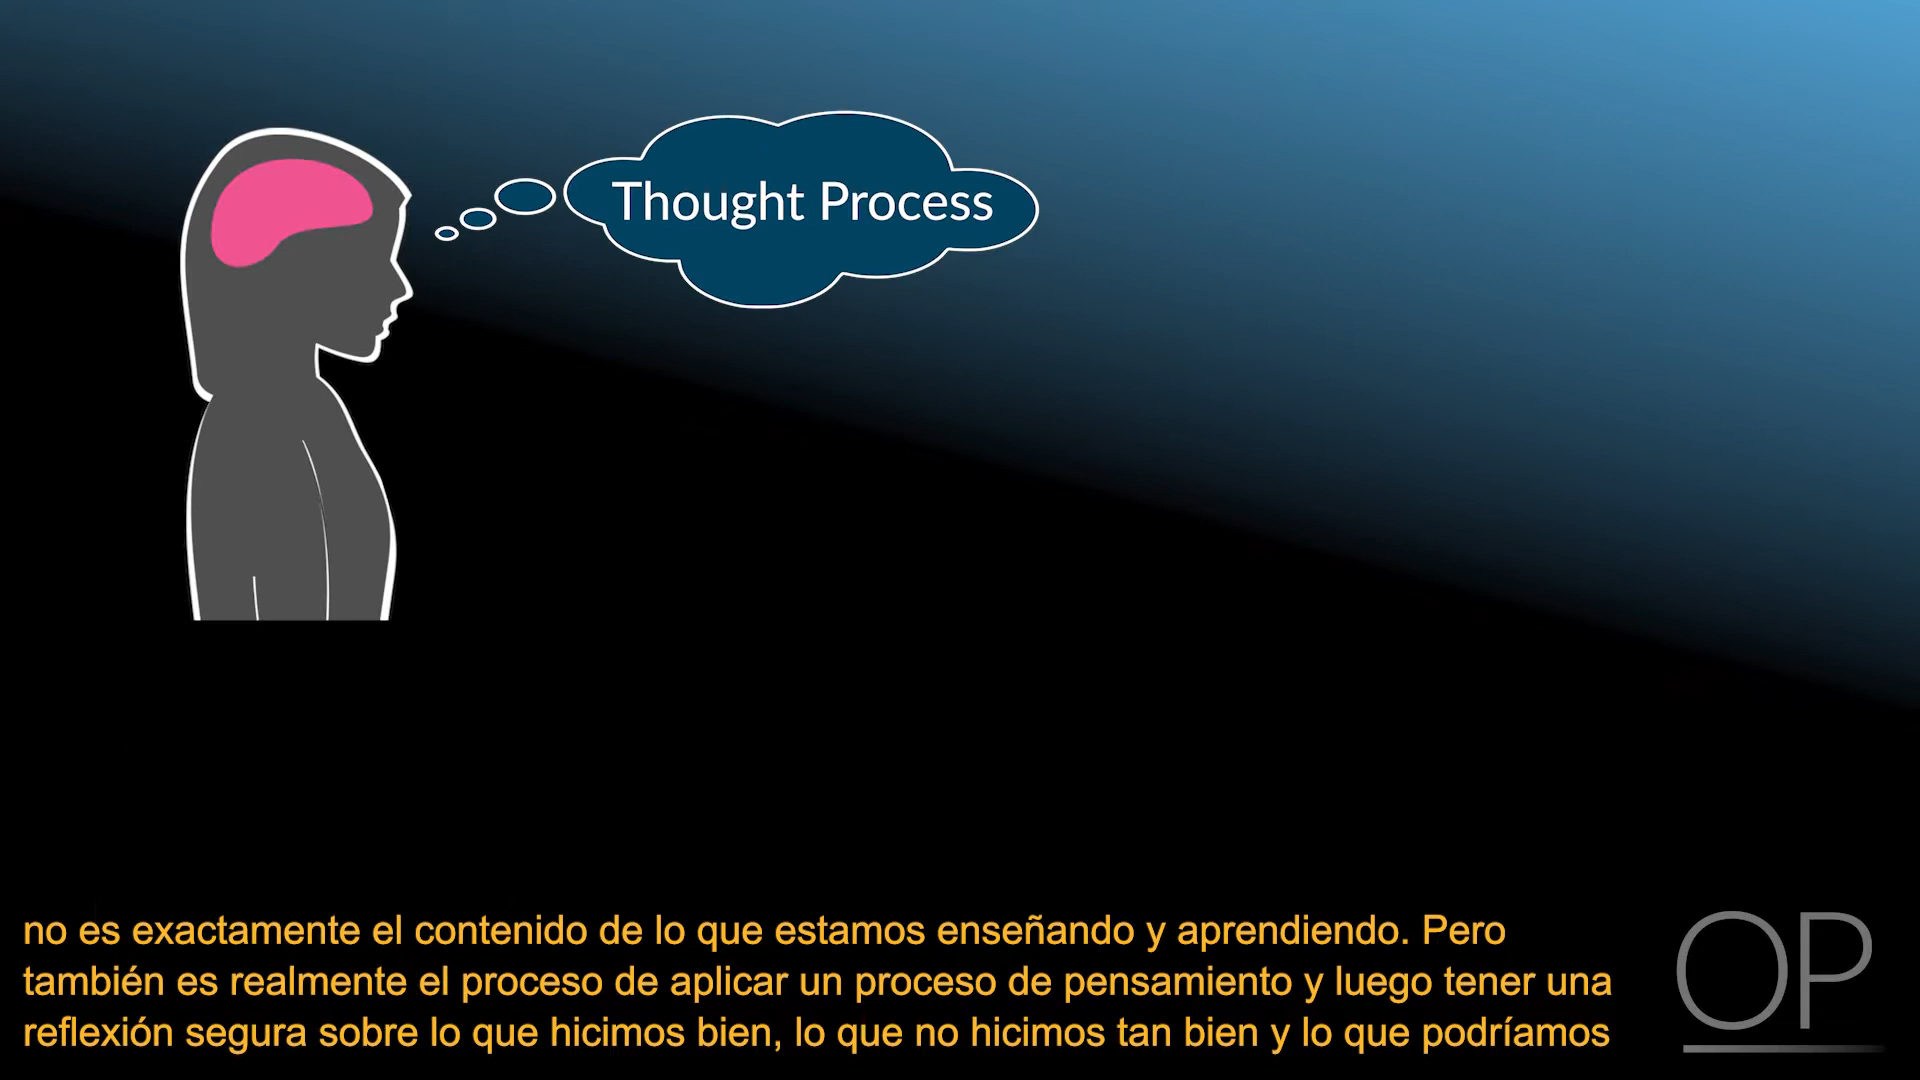 Thought Process
no es exactamente el contenido de lo que estamos enseñando y aprendiendo. Pero
también es realmente el proceso de aplicar un proceso de pensamiento y luego tener una
reflexión segura sobre lo que hicimos bien, lo que no hicimos tan bien y lo que podríamos
OP